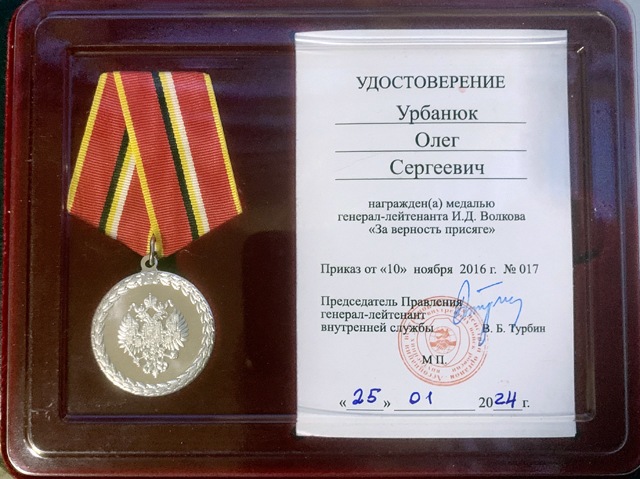 УДОСТОВЕРЕНИЕ
Урбанюк
Олег
Сергеевич
награжден(а) медалью
генерал-лейтенанта И.Д. Волкова
«За верность присяге»
Приказ от «10» ноября 2016 г. № 017
Председатель Правления
генерал-лейтенант
внутренней службы В. Б. Турбин
М П.
«25» 01 2024 г.